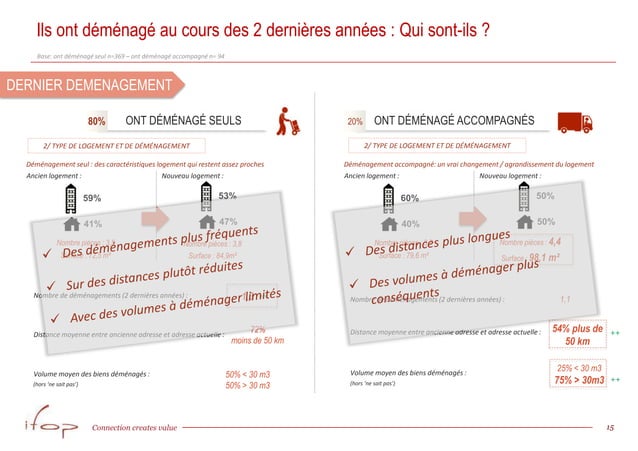 Ils ont déménagé au cours des 2 dernières années : Qui sont-ils ?
Base: ont déménagé seul n=369 – ont déménagé accompagné n= 94
DERNIER DEMENAGEMENT
80% ONT DÉMÉNAGÉ SEULS
2/ TYPE DE LOGEMENT ET DE DÉMÉNAGEMENT
Déménagement seul : des caractéristiques logement qui restent assez proches
Ancien logement : Nouveau logement :
59% 53%
41% 47%
Nombre pièces : Nombre pièces : 3,8
Surface : 72,8 m² Surface : 84,9m²
✓ Des déménagements plus fréquents
✓ Sur des distances plutôt réduites
✓ Avec des volumes à déménager limités
Nombre de déménagements (2 dernières années) :
Distance moyenne entre ancienne adresse et adresse actuelle :
72%
moins de 50 km
Volume moyen des biens déménagés :
(hors 'ne sait pas')
50% < 30 m3
50% > 30 m3
20% ONT DÉMÉNAGÉ ACCOMPAGNÉS
2/ TYPE DE LOGEMENT ET DE DÉMÉNAGEMENT
Déménagement accompagné: un vrai changement / agrandissement du logement
Ancien logement : Nouveau logement :
60% 50%
40% 50%
Nombre pièces : 4,4
Surface : 79,6 m² Surface : 98,1 m²
✓ Des distances plus longues
✓ Des volumes à déménager plus
conséquents
(2 dernières années) : 1,1
Distance moyenne entre ancienne adresse et adresse actuelle :
54% plus de
50 km
++
Volume moyen des biens déménagés :
(hors 'ne sait pas')
25% < 30 m3
75% > 30m3
++
ifop
Connection creates value
15